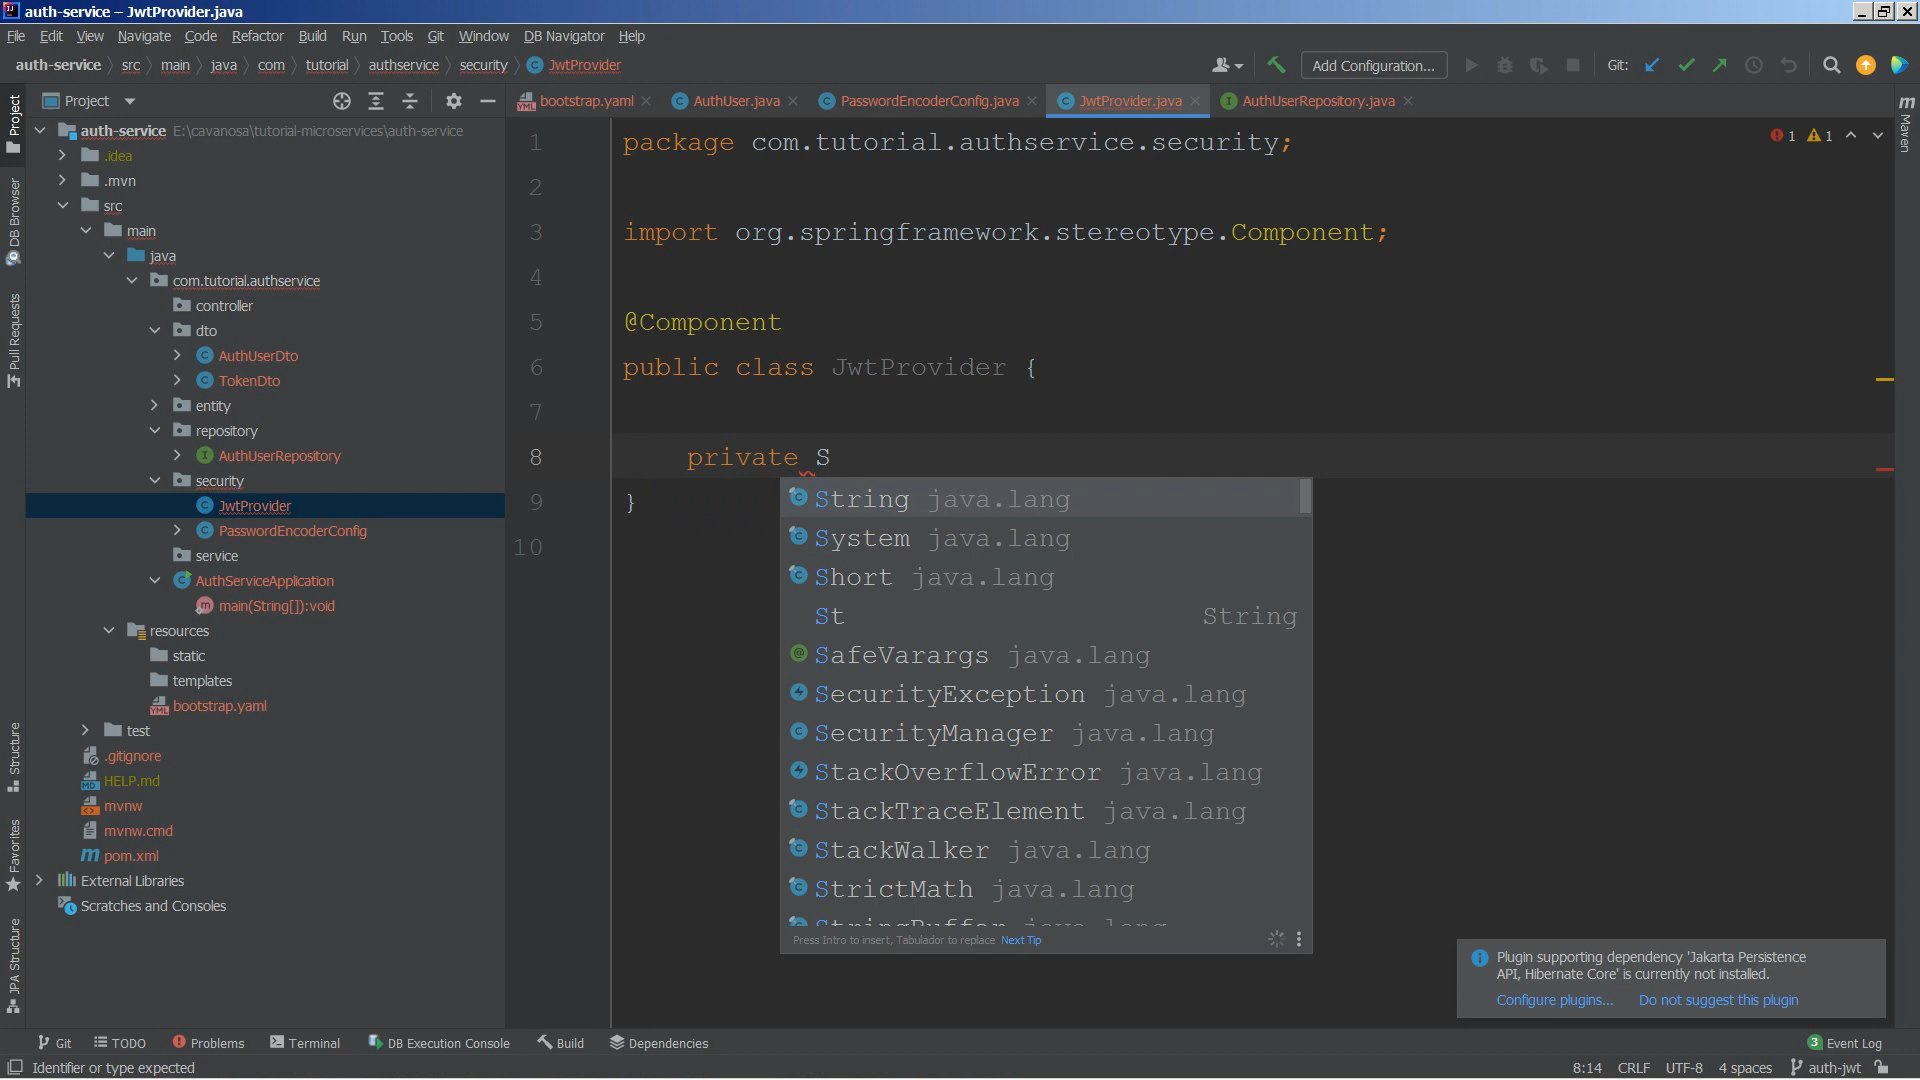 auth-service – JwtProvider.java
File Edit View Navigate Code Refactor Build Run Tools Git Window DB Navigator Help
auth-service src main java com tutorial authservice security JwtProvider
Add Configuration... Git:
Project
bootstrap.yaml AuthUser.java PasswordEncoderConfig.java JwtProvider.java AuthUserRepository.java
auth-service E:\cavanosa\tutorial-microservices\auth-service
.idea
.mvn
src
main
java
com.tutorial.authservice
controller
dto
AuthUserDto
TokenDto
entity
repository
AuthUserRepository
security
JwtProvider
PasswordEncoderConfig
service
AuthServiceApplication
main(String[]):void
resources
static
templates
bootstrap.yaml
test
.gitignore
HELP.md
mvnw
mvnw.cmd
pom.xml
External Libraries
Scratches and Consoles
Project
DB Browser
Pull Requests
Structure
Favorites
JPA Structure
1 package com.tutorial.authservice.security;
2
3 import org.springframework.stereotype.Component;
4
5 @Component
6 public class JwtProvider {
7
8 private S
9 }
10
1 1
Maven
String java.lang
System java.lang
Short java.lang
St String
SafeVarargs java.lang
SecurityException java.lang
SecurityManager java.lang
StackOverflowError java.lang
StackTraceElement java.lang
StackWalker java.lang
StrictMath java.lang
StringBuffer java.lang
Press Intro to insert, Tabulador to replace Next Tip
Plugin supporting dependency 'Jakarta Persistence
API, Hibernate Core' is currently not installed.
Configure plugins... Do not suggest this plugin
Git TODO Problems Terminal DB Execution Console Build Dependencies 3 Event Log
Identifier or type expected 8:14 CRLF UTF-8 4 spaces auth-jwt